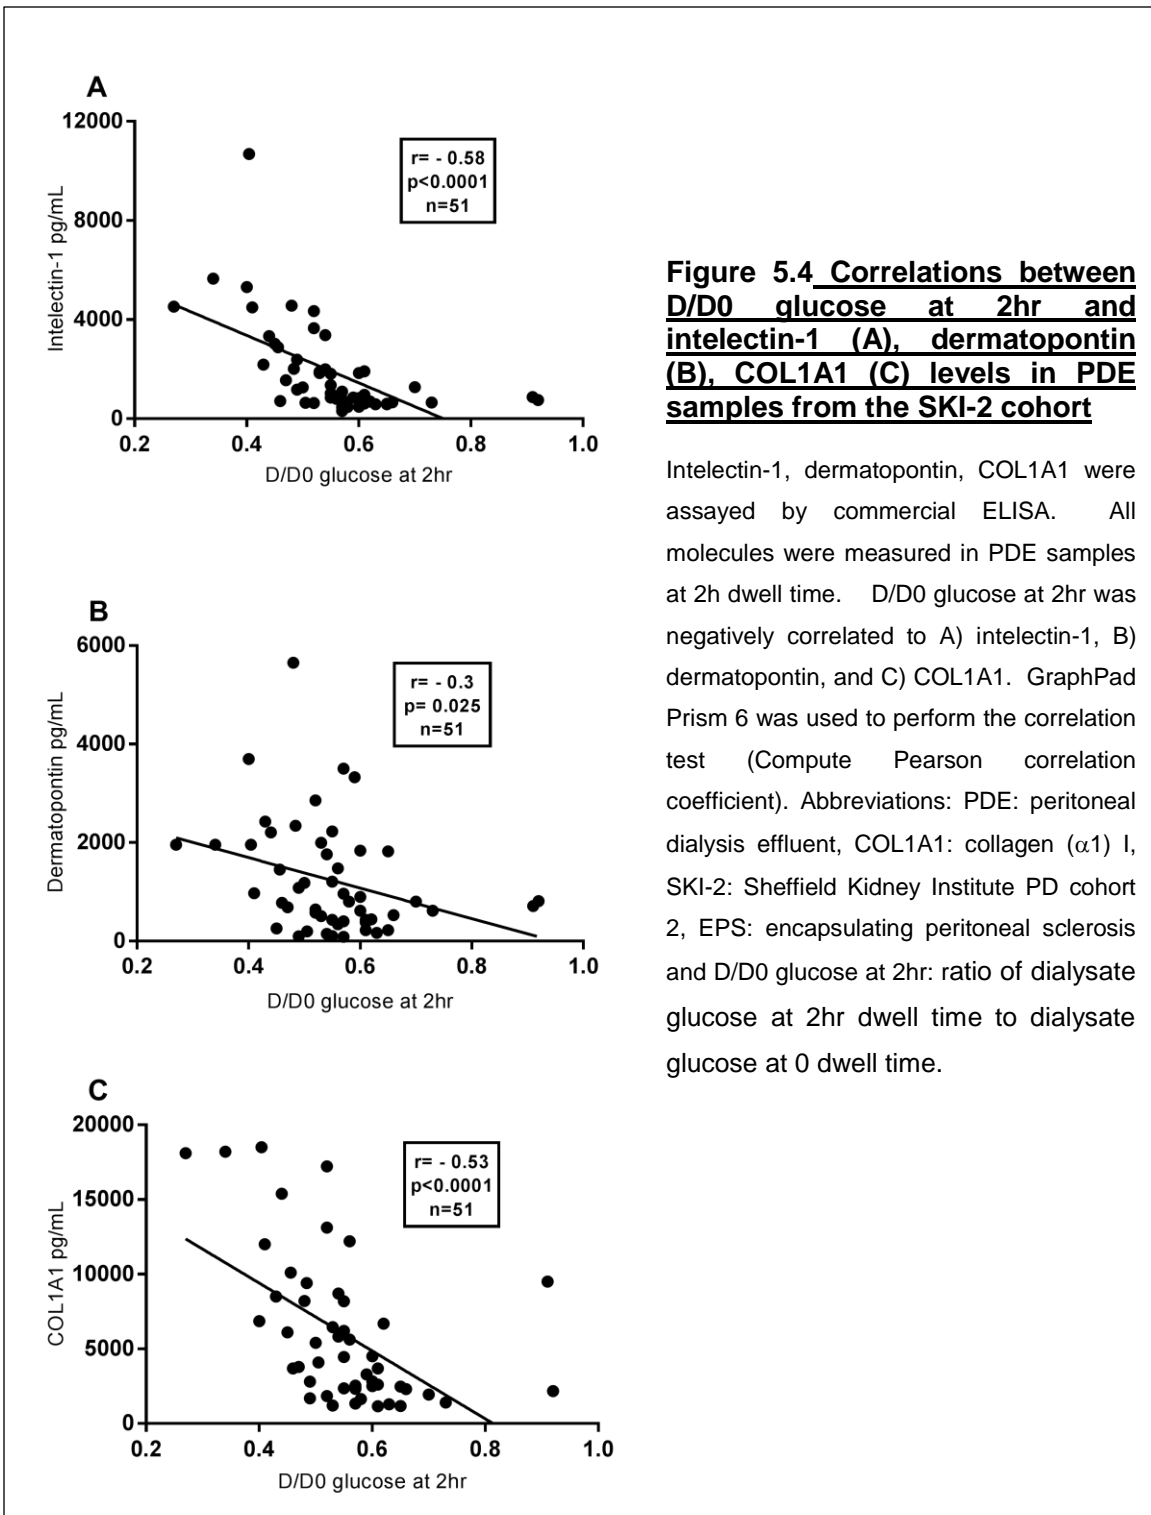 A
12000
8000
4000
0
Intelectin-1 pg/mL
r= - 0.58
p<0.0001
n=51
0.2 0.4 0.6 0.8 1.0
D/D0 glucose at 2hr
B
6000
4000
2000
0
Dermatopontin pg/mL
r= - 0.3
p= 0.025
n=51
0.2 0.4 0.6 0.8 1.0
D/D0 glucose at 2hr
C
20000
15000
10000
5000
0
COL1A1 pg/mL
r= - 0.53
p<0.0001
n=51
0.2 0.4 0.6 0.8 1.0
D/D0 glucose at 2hr
Figure 5.4 Correlations between
D/D0 glucose at 2hr and
intelectin-1 (A), dermatopontin
(B), COL1A1 (C) levels in PDE
samples from the SKI-2 cohort
Intelectin-1, dermatopontin, COL1A1 were
assayed by commercial ELISA. All
molecules were measured in PDE samples
at 2h dwell time. D/D0 glucose at 2hr was
negatively correlated to A) intelectin-1, B)
dermatopontin, and C) COL1A1. GraphPad
Prism 6 was used to perform the correlation
test (Compute Pearson correlation
coefficient). Abbreviations: PDE: peritoneal
dialysis effluent, COL1A1: collagen (α1) I,
SKI-2: Sheffield Kidney Institute PD cohort
2, EPS: encapsulating peritoneal sclerosis
and D/D0 glucose at 2hr: ratio of dialysate
glucose at 2hr dwell time to dialysate
glucose at 0 dwell time.